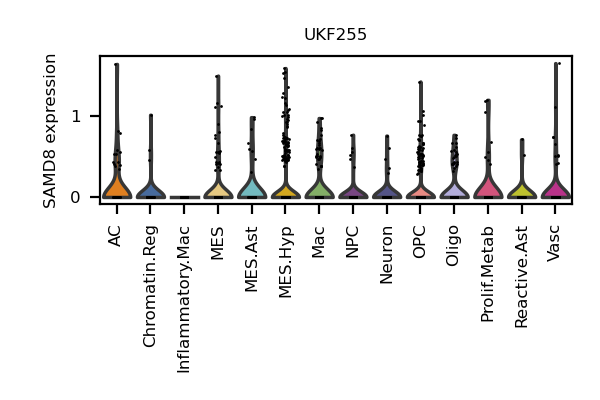 UKF255
SAMD8 expression
1
0
AC
Chromatin.Reg
Inflammatory.Mac
MES
MES.Ast
MES.Hyp
Mac
NPC
Neuron
OPC
Oligo
Prolif.Metab
Reactive.Ast
Vasc